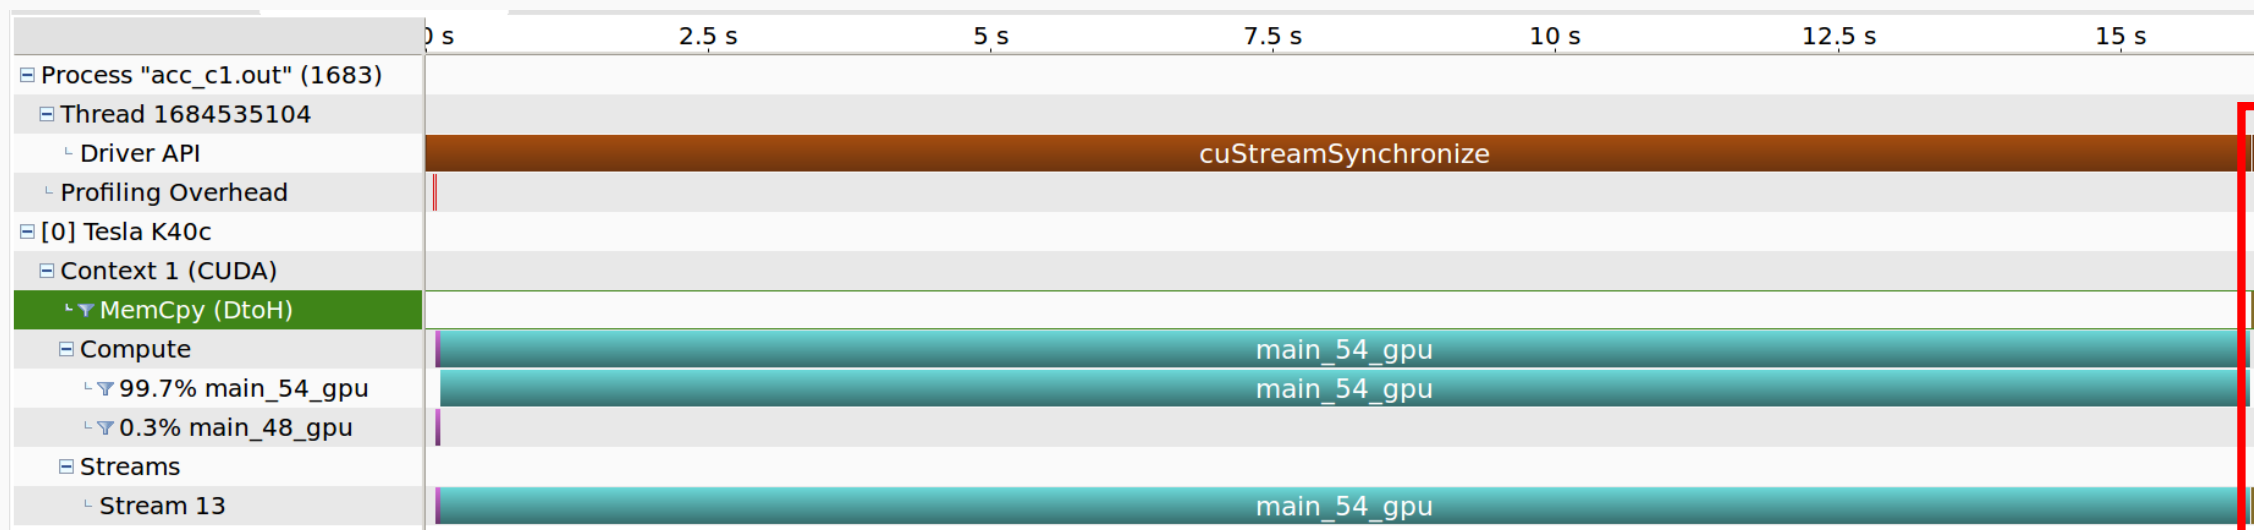 0 s 2.5 s 5 s 7.5 s 10 s 12.5 s 15 s
Process "acc_c1.out" (1683)
Thread 1684535104
Driver API cuStreamSynchronize
Profiling Overhead
[0] Tesla K40c
Context 1 (CUDA)
MemCpy (DtoH)
Compute main_54_gpu
99.7% main_54_gpu main_54_gpu
0.3% main_48_gpu
Streams
Stream 13 main_54_gpu